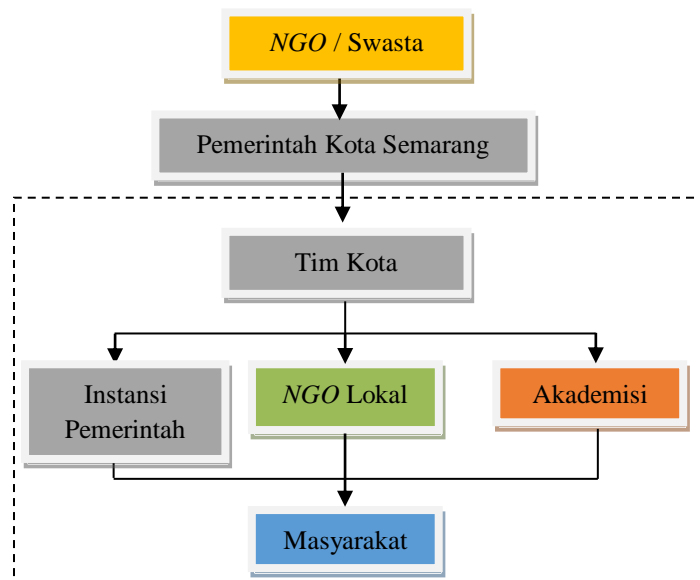 NGO / Swasta
Pemerintah Kota Semarang
Tim Kota
Instansi
Pemerintah
NGO Lokal
Akademisi
Masyarakat